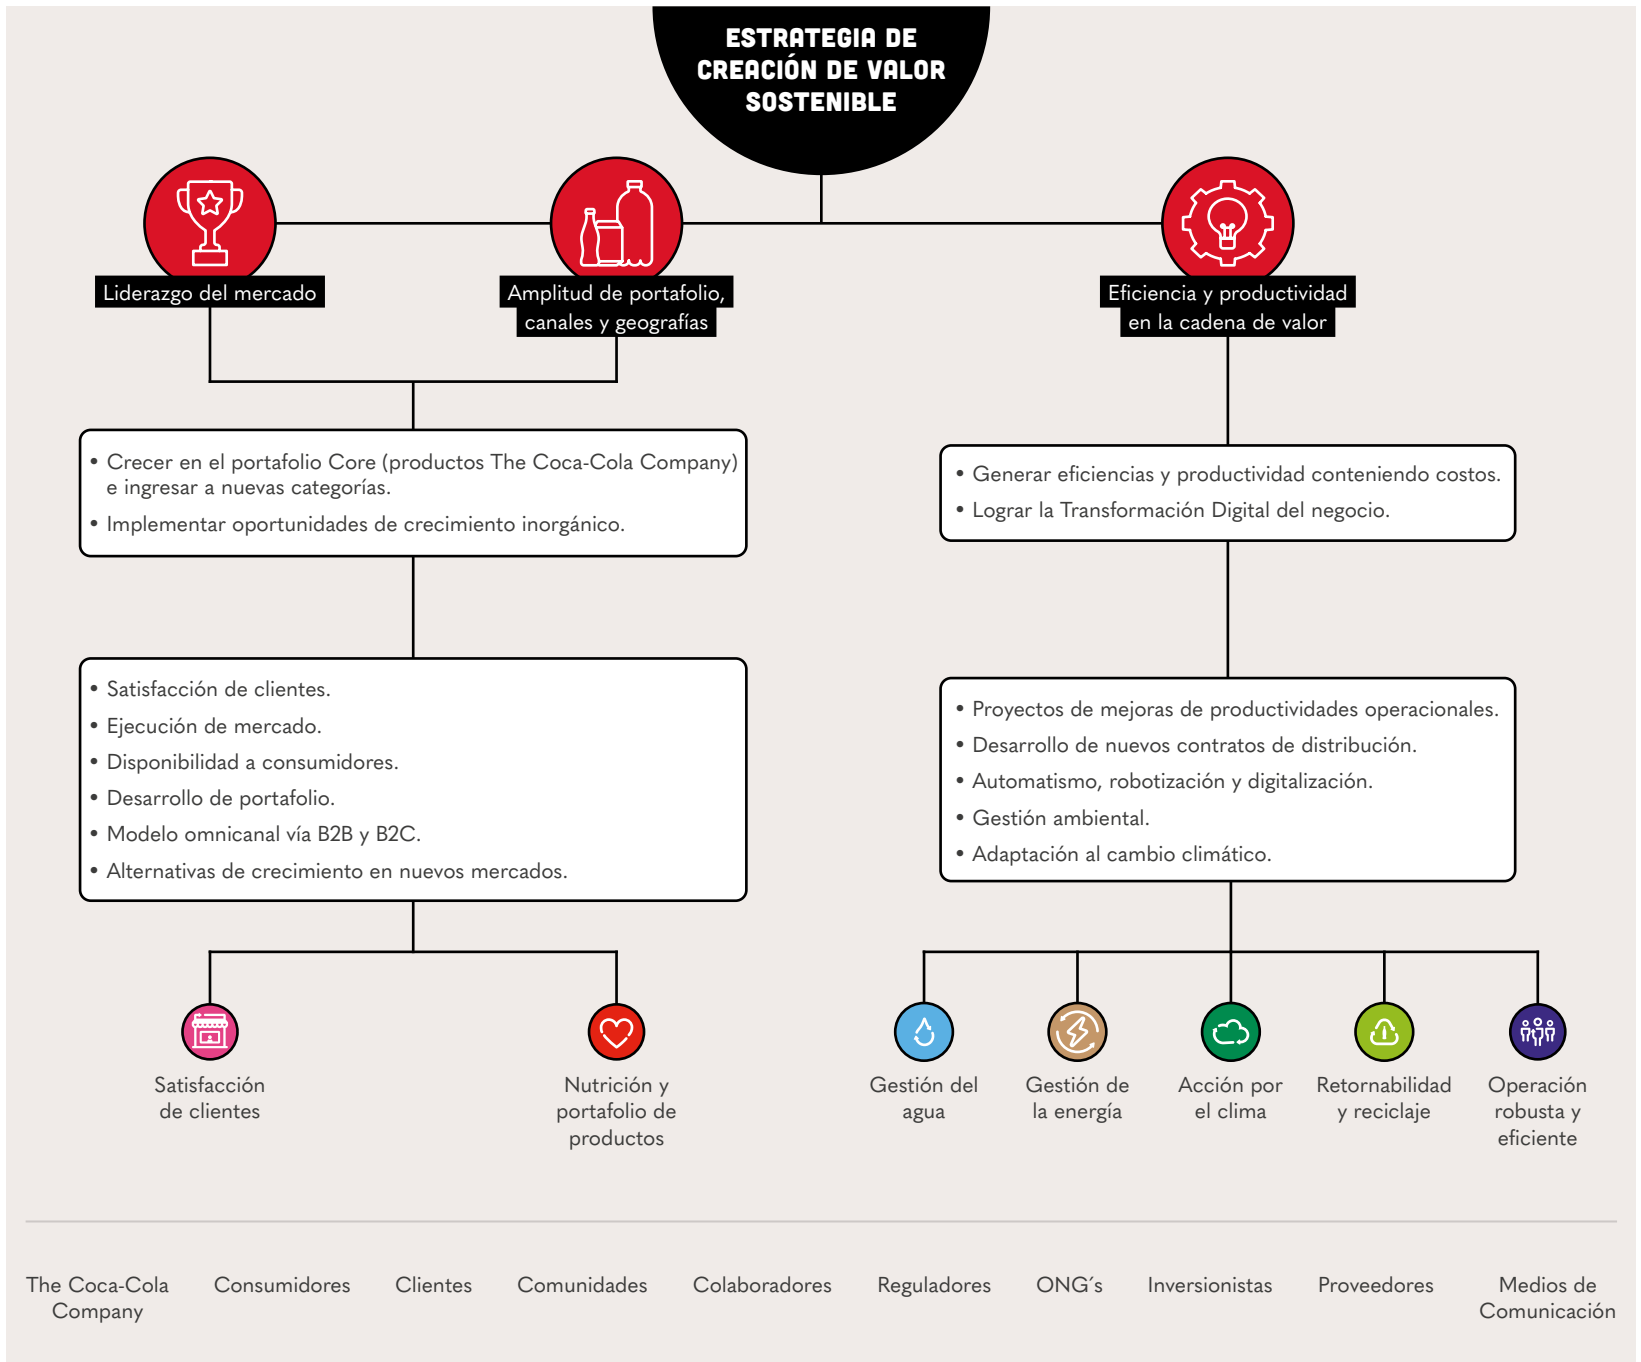 ESTRATEGIA DE
CREACIÓN DE VALOR
SOSTENIBLE
Liderazgo del mercado
Amplitud de portafolio,
canales y geografías
Eficiencia y productividad
en la cadena de valor
• Crecer en el portafolio Core (productos The Coca-Cola Company)
e ingresar a nuevas categorías.
• Implementar oportunidades de crecimiento inorgánico.
• Generar eficiencias y productividad conteniendo costos.
• Lograr la Transformación Digital del negocio.
• Satisfacción de clientes.
• Ejecución de mercado.
• Disponibilidad a consumidores.
• Desarrollo de portafolio.
• Modelo omnicanal vía B2B y B2C.
• Alternativas de crecimiento en nuevos mercados.
• Proyectos de mejoras de productividades operacionales.
• Desarrollo de nuevos contratos de distribución.
• Automatismo, robotización y digitalización.
• Gestión ambiental.
• Adaptación al cambio climático.
Satisfacción
de clientes
Nutrición y
portafolio de
productos
Gestión del
agua
Gestión de
la energía
Acción por
el clima
Retornabilidad
y reciclaje
Operación
robusta y
eficiente
The Coca-Cola
Company
Consumidores
Clientes
Comunidades
Colaboradores
Reguladores
ONG´s
Inversionistas
Proveedores
Medios de
Comunicación